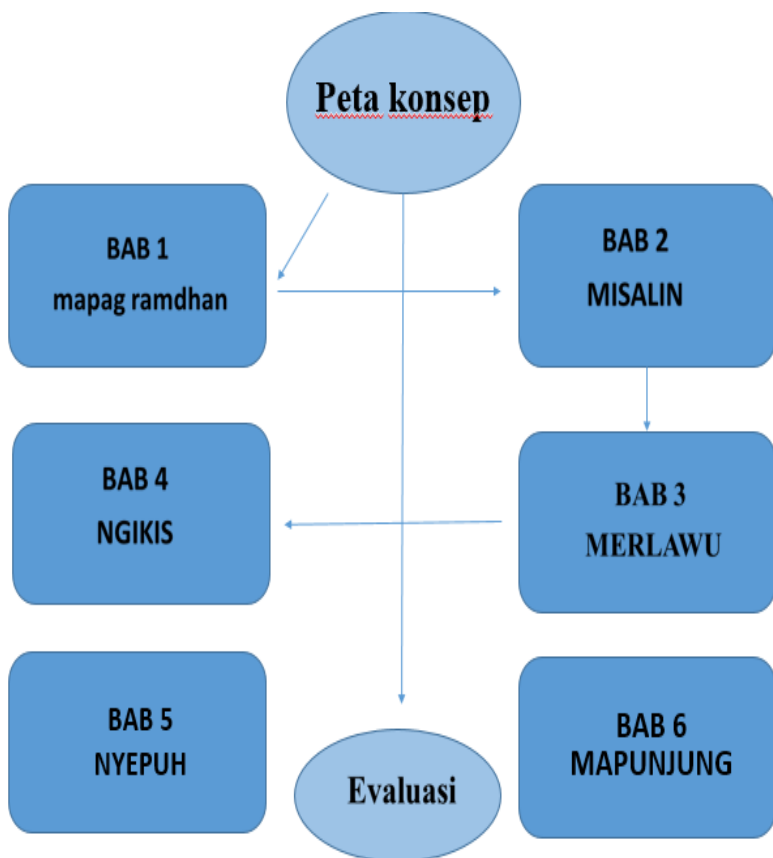 Peta konsep
BAB 1
mapag ramdhan
BAB 2
MISALIN
BAB 3
MERLAWU
BAB 4
NGIKIS
BAB 5
NYEPUH
BAB 6
MAPUNJUNG
Evaluasi